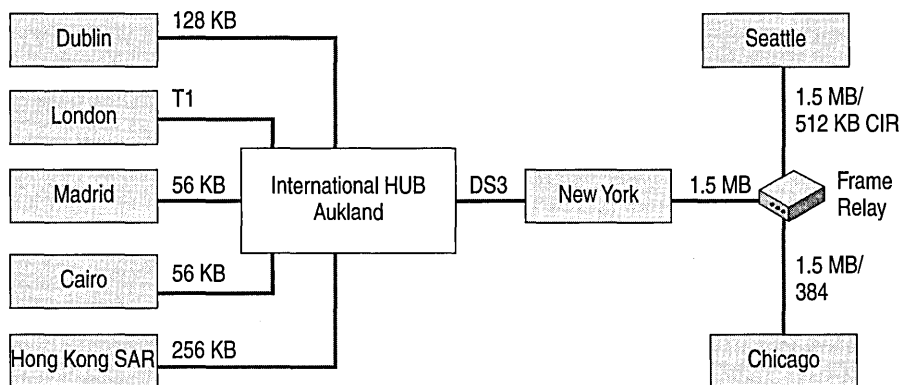 Dublin
128 KB
London
T1
Madrid
56 KB
Cairo
56 KB
Hong Kong SAR
256 KB
International HUB
Aukland
DS3
New York
1.5 MB
Seattle
1.5 MB/
512 KB CIR
Frame
Relay
1.5 MB/
384
Chicago